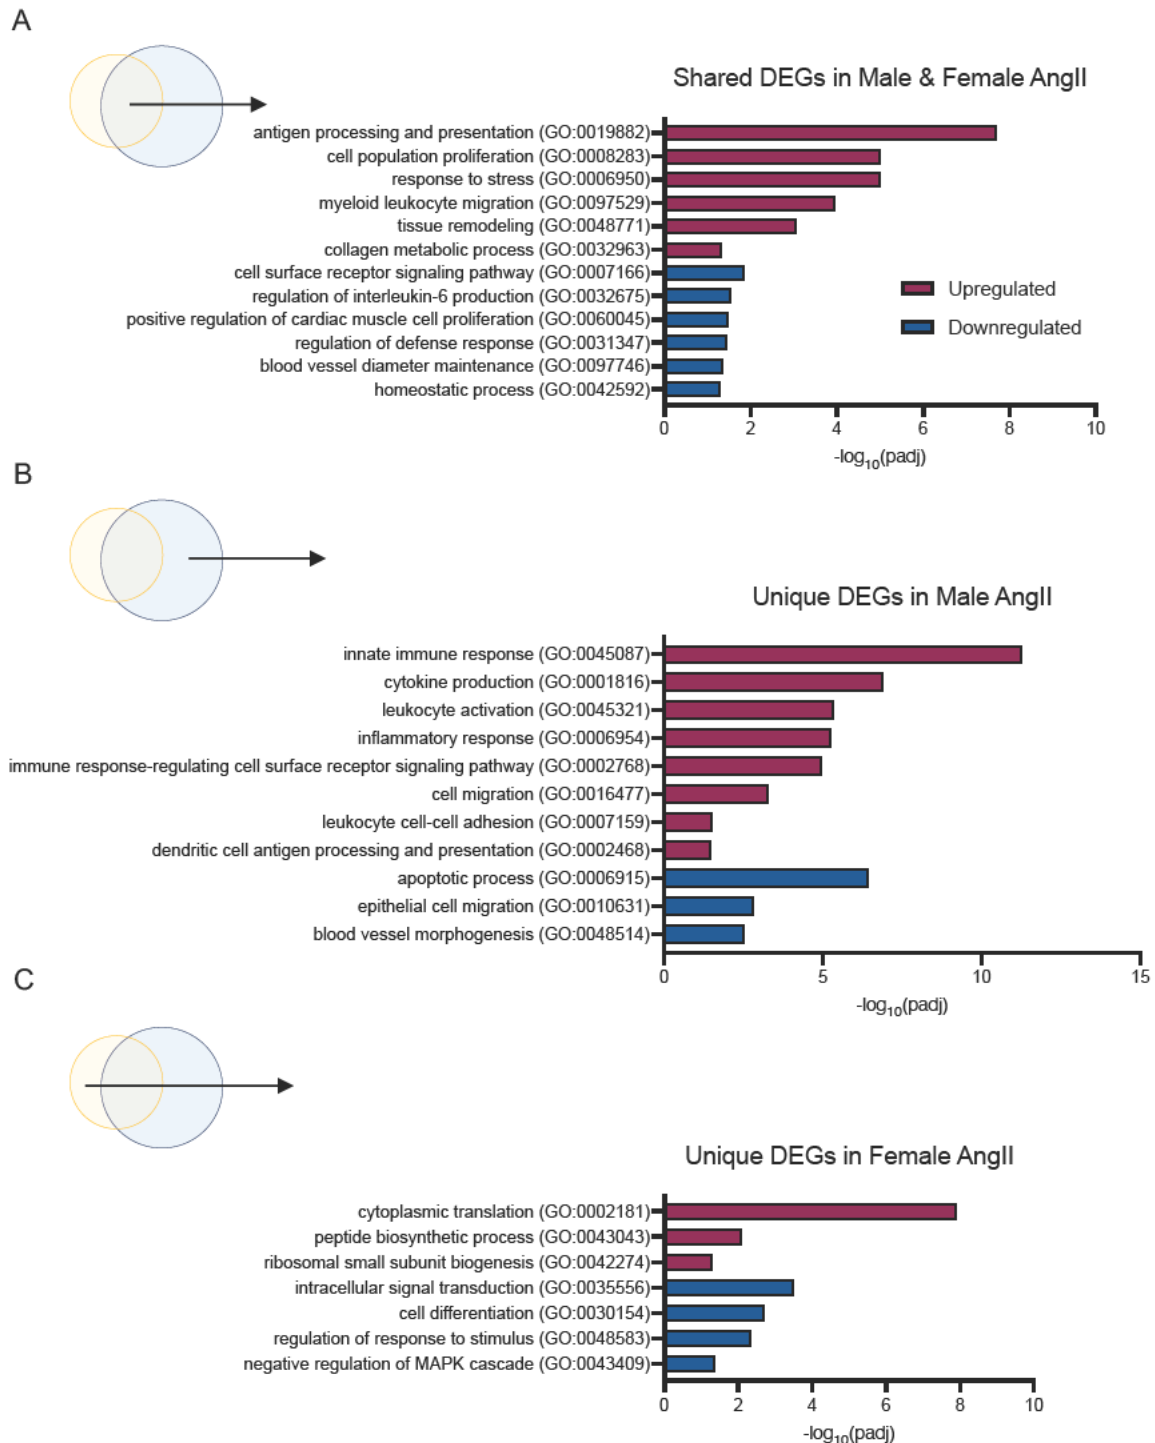 A
Shared DEGs in Male & Female AngII
antigen processing and presentation (GO:0019882)
cell population proliferation (GO:0008283)
response to stress (GO:0006950)
myeloid leukocyte migration (GO:0097529)
tissue remodeling (GO:0048771)
collagen metabolic process (GO:0032963)
cell surface receptor signaling pathway (GO:0007166)
regulation of interleukin-6 production (GO:0032675)
positive regulation of cardiac muscle cell proliferation (GO:0060045)
regulation of defense response (GO:0031347)
blood vessel diameter maintenance (GO:0097746)
homeostatic process (GO:0042592)
Upregulated
Downregulated
0 2 4 6 8 10
-log10(padj)
B
Unique DEGs in Male AngII
innate immune response (GO:0045087)
cytokine production (GO:0001816)
leukocyte activation (GO:0045321)
inflammatory response (GO:0006954)
immune response-regulating cell surface receptor signaling pathway (GO:0002768)
cell migration (GO:0016477)
leukocyte cell-cell adhesion (GO:0007159)
dendritic cell antigen processing and presentation (GO:0002468)
apoptotic process (GO:0006915)
epithelial cell migration (GO:0010631)
blood vessel morphogenesis (GO:0048514)
0 5 10 15
-log10(padj)
C
Unique DEGs in Female AngII
cytoplasmic translation (GO:0002181)
peptide biosynthetic process (GO:0043043)
ribosomal small subunit biogenesis (GO:0042274)
intracellular signal transduction (GO:0035556)
cell differentiation (GO:0030154)
regulation of response to stimulus (GO:0048583)
negative regulation of MAPK cascade (GO:0043409)
0 2 4 6 8 10
-log10(padj)